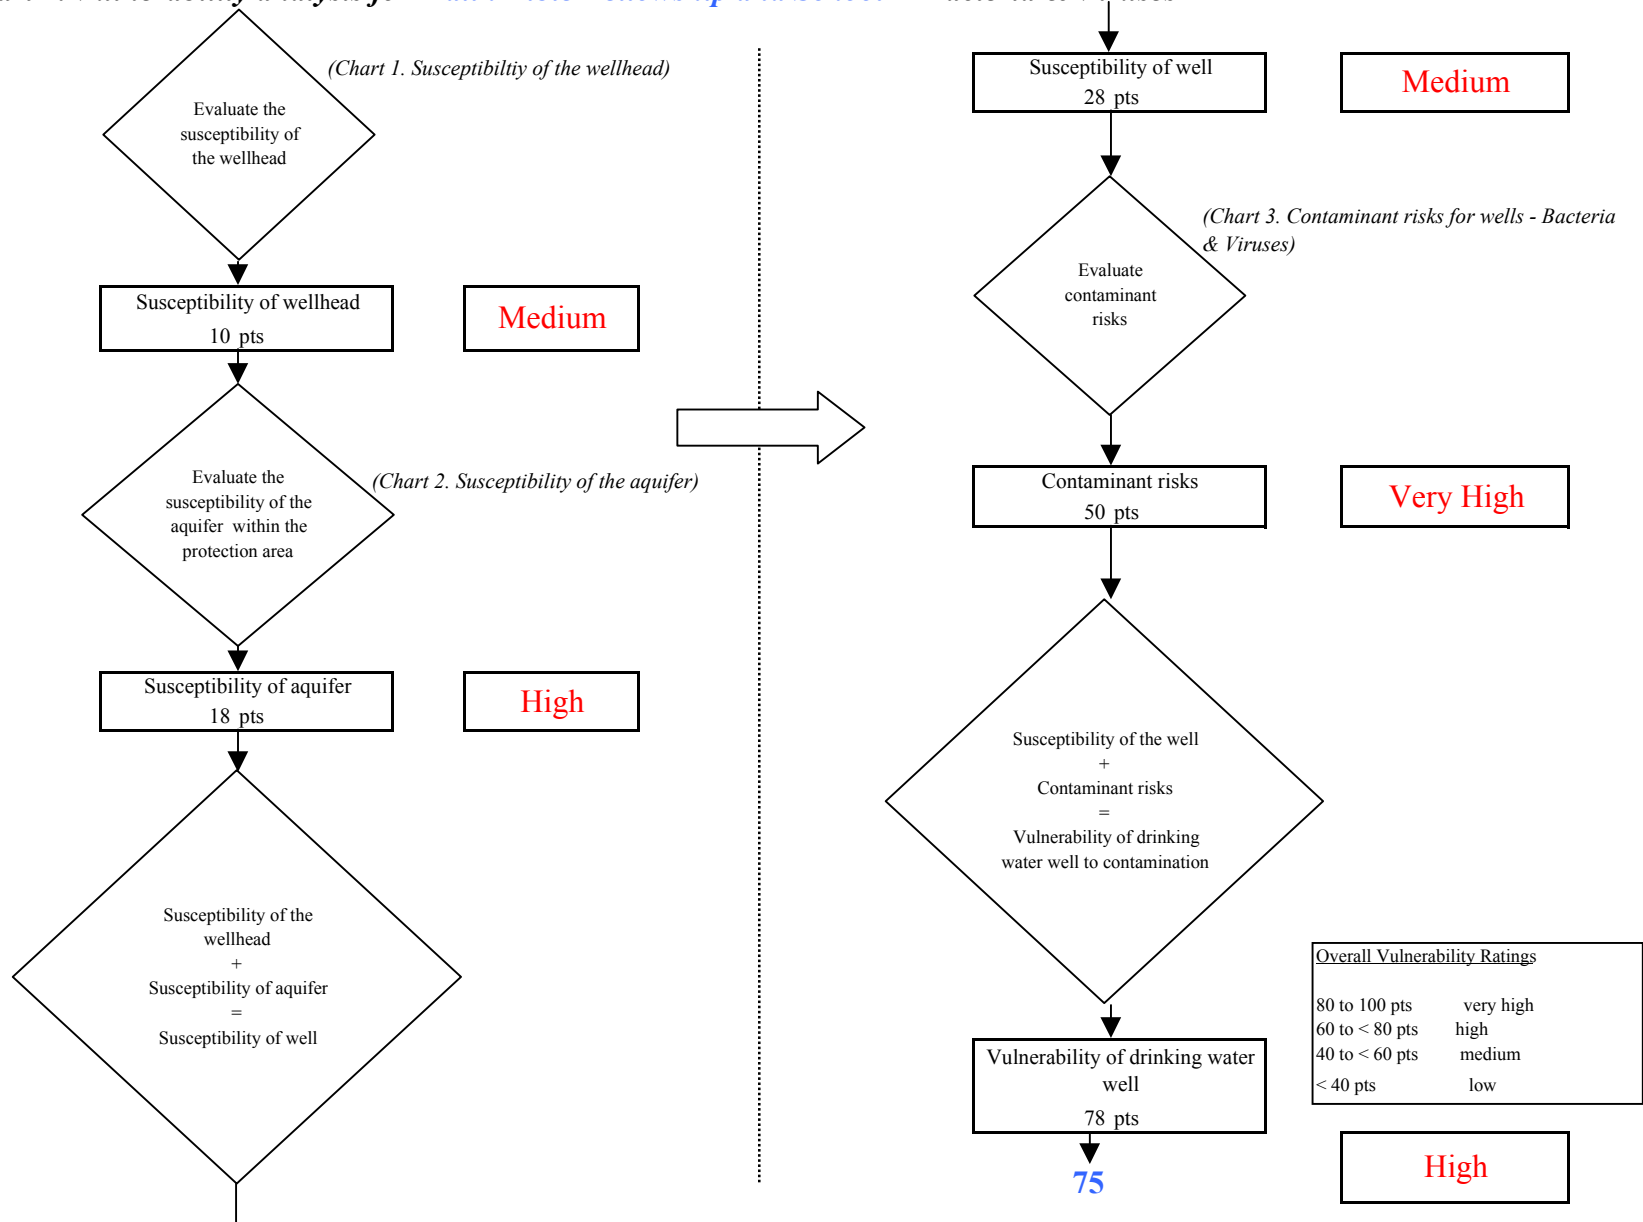 (Chart 1. Susceptibiltiy of the wellhead)
Evaluate the
susceptibility of
the wellhead
Susceptibility of wellhead
10 pts
Medium
Evaluate the
susceptibility of the
aquifer within the
protection area
(Chart 2. Susceptibility of the aquifer)
Susceptibility of aquifer
18 pts
High
Susceptibility of the
wellhead
+
Susceptibility of aquifer
=
Susceptibility of well
Susceptibility of well
28 pts
Medium
(Chart 3. Contaminant risks for wells - Bacteria
& Viruses)
Evaluate
contaminant
risks
Contaminant risks
50 pts
Very High
Susceptibility of the well
+
Contaminant risks
=
Vulnerability of drinking
water well to contamination
Overall Vulnerability Ratings
80 to 100 pts very high
60 to < 80 pts high
40 to < 60 pts medium
< 40 pts low
Vulnerability of drinking water
well
78 pts
75
High